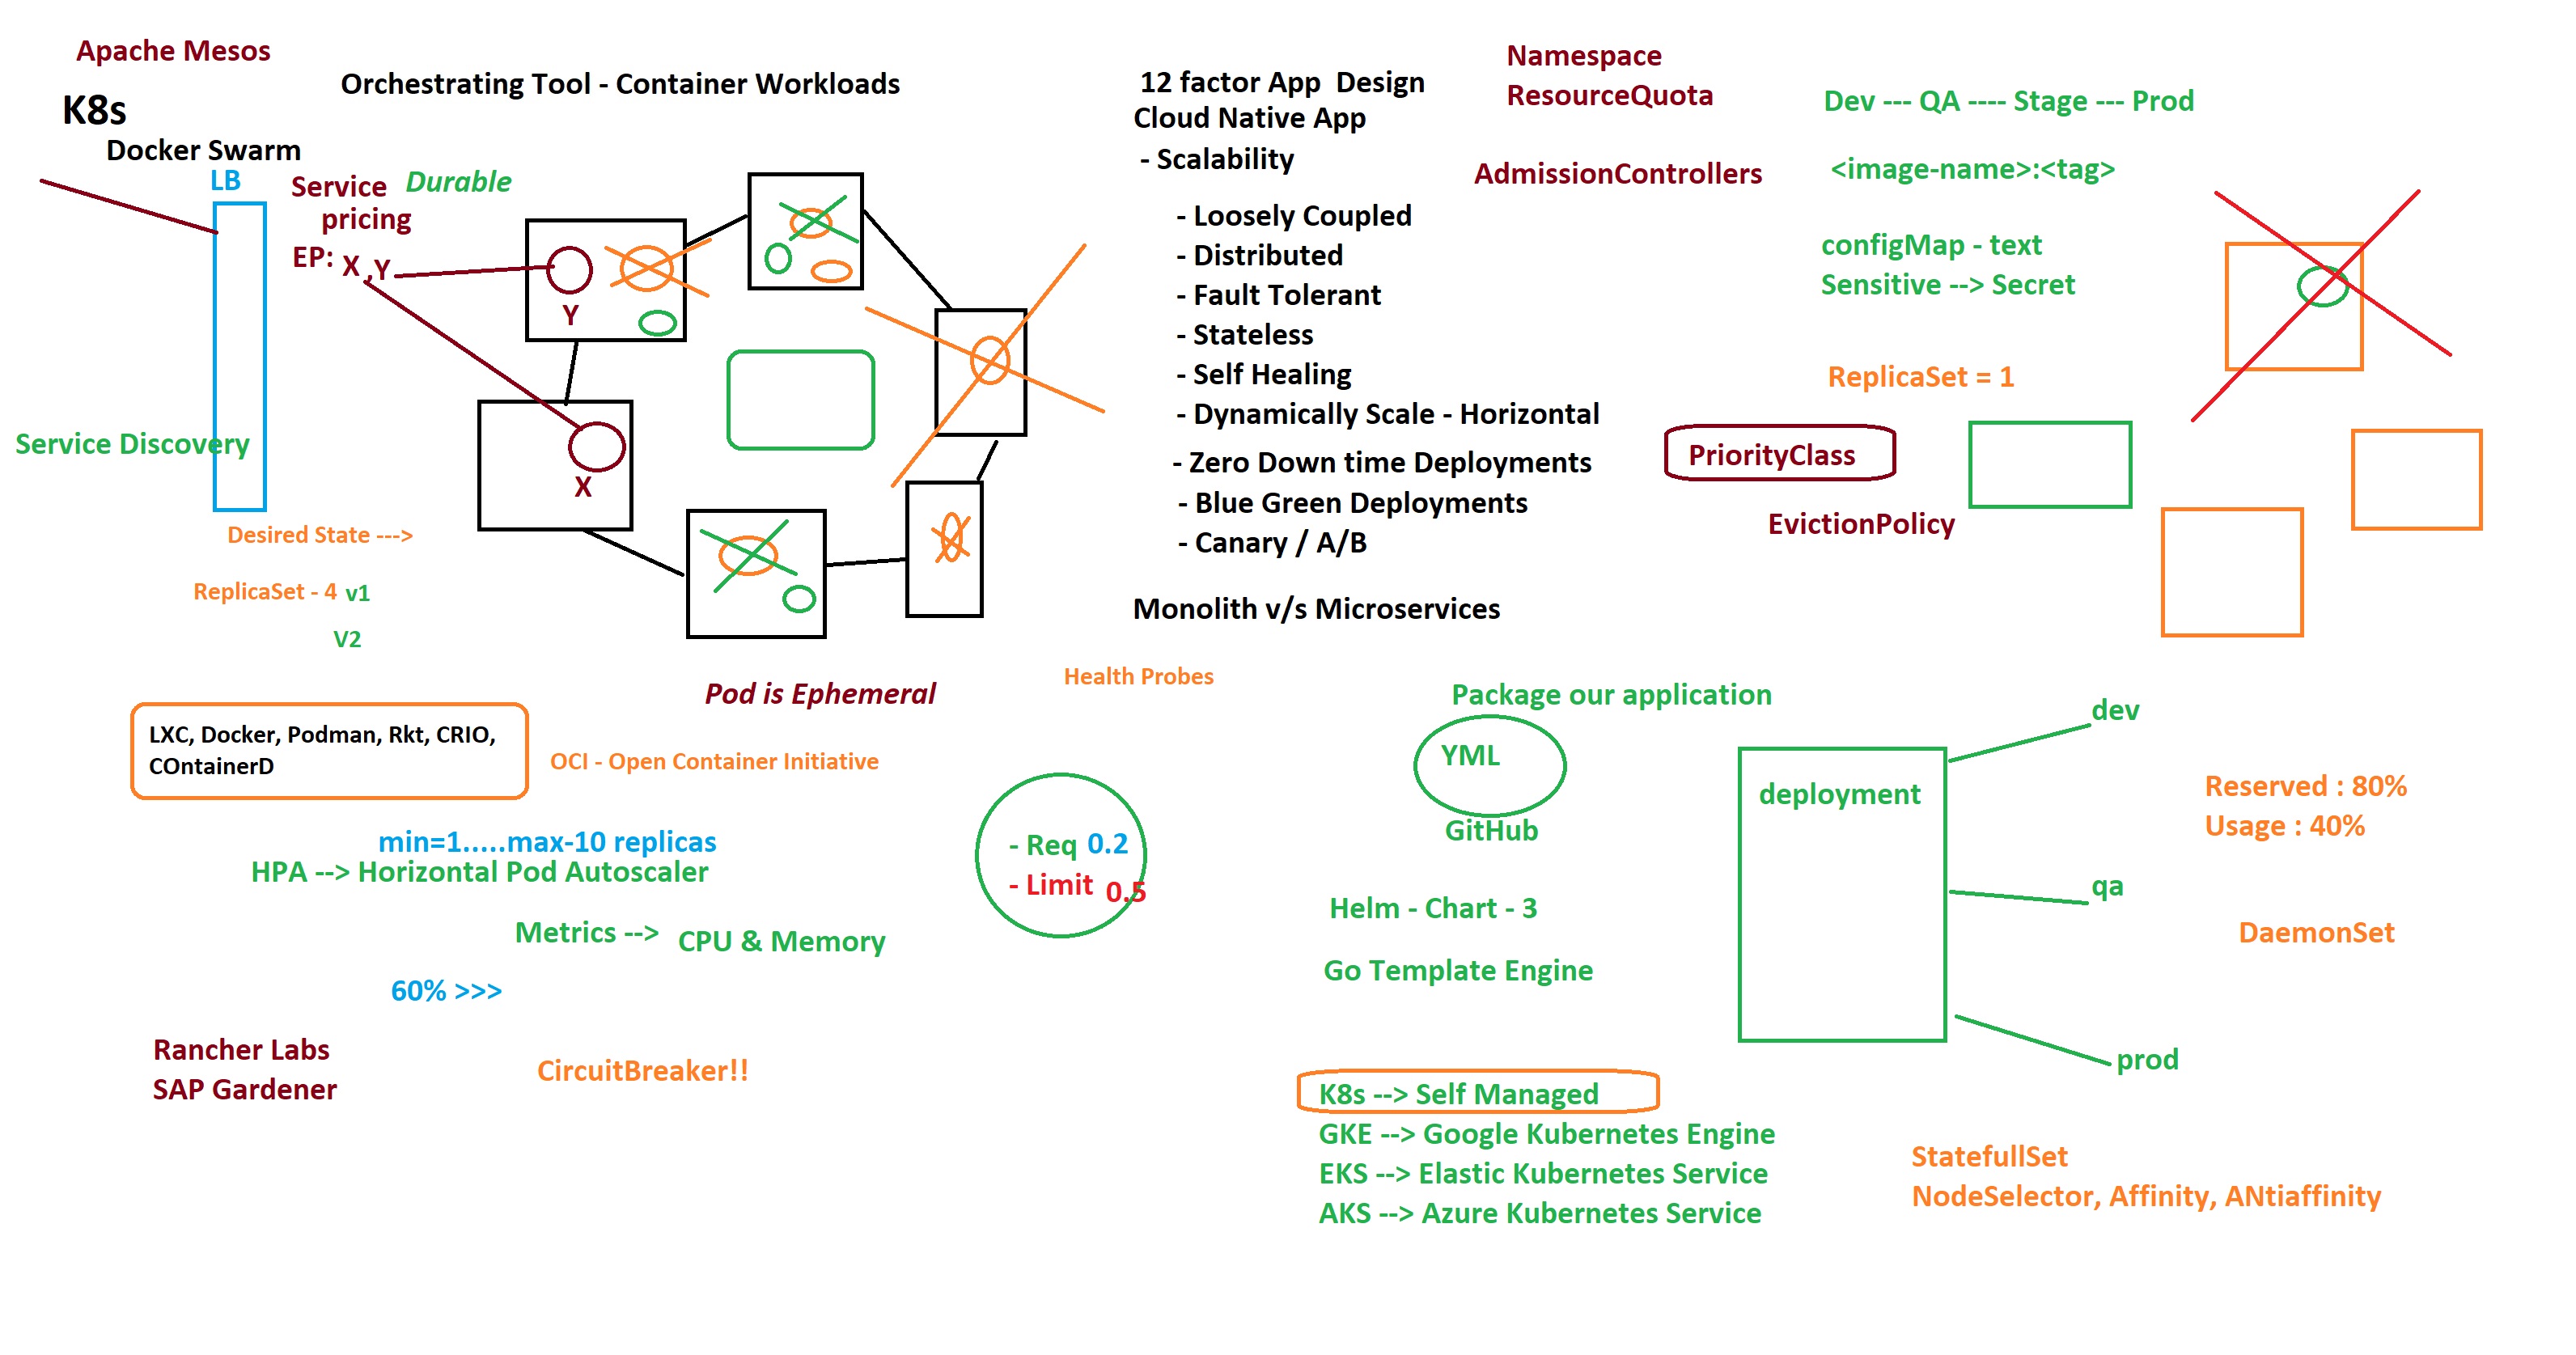 Apache Mesos
K8s
Docker Swarm
Orchestrating Tool - Container Workloads
LB
Service
pricing
Durable
EP: X ,Y
Y
X
Service Discovery
Desired State --->
ReplicaSet - 4 v1
V2
Pod is Ephemeral
Health Probes
LXC, Docker, Podman, Rkt, CRIO,
COntainerD
OCI - Open Container Initiative
min=1.....max-10 replicas
HPA --> Horizontal Pod Autoscaler
Metrics --> CPU & Memory
60% >>>
- Req 0.2
- Limit 0.5
Rancher Labs
SAP Gardener
CircuitBreaker!!
12 factor App  Design
Cloud Native App
- Scalability
- Loosely Coupled
- Distributed
- Fault Tolerant
- Stateless
- Self Healing
- Dynamically Scale - Horizontal
- Zero Down time Deployments
- Blue Green Deployments
- Canary / A/B
Monolith v/s Microservices
Namespace
ResourceQuota
AdmissionControllers
Dev --- QA ---- Stage --- Prod
<image-name>:<tag>
configMap - text
Sensitive --> Secret
ReplicaSet = 1
PriorityClass
EvictionPolicy
Package our application
YML
GitHub
Helm - Chart - 3
Go Template Engine
deployment
dev
qa
prod
Reserved : 80%
Usage : 40%
DaemonSet
K8s --> Self Managed
GKE --> Google Kubernetes Engine
EKS --> Elastic Kubernetes Service
AKS --> Azure Kubernetes Service
StatefullSet
NodeSelector, Affinity, ANtiaffinity